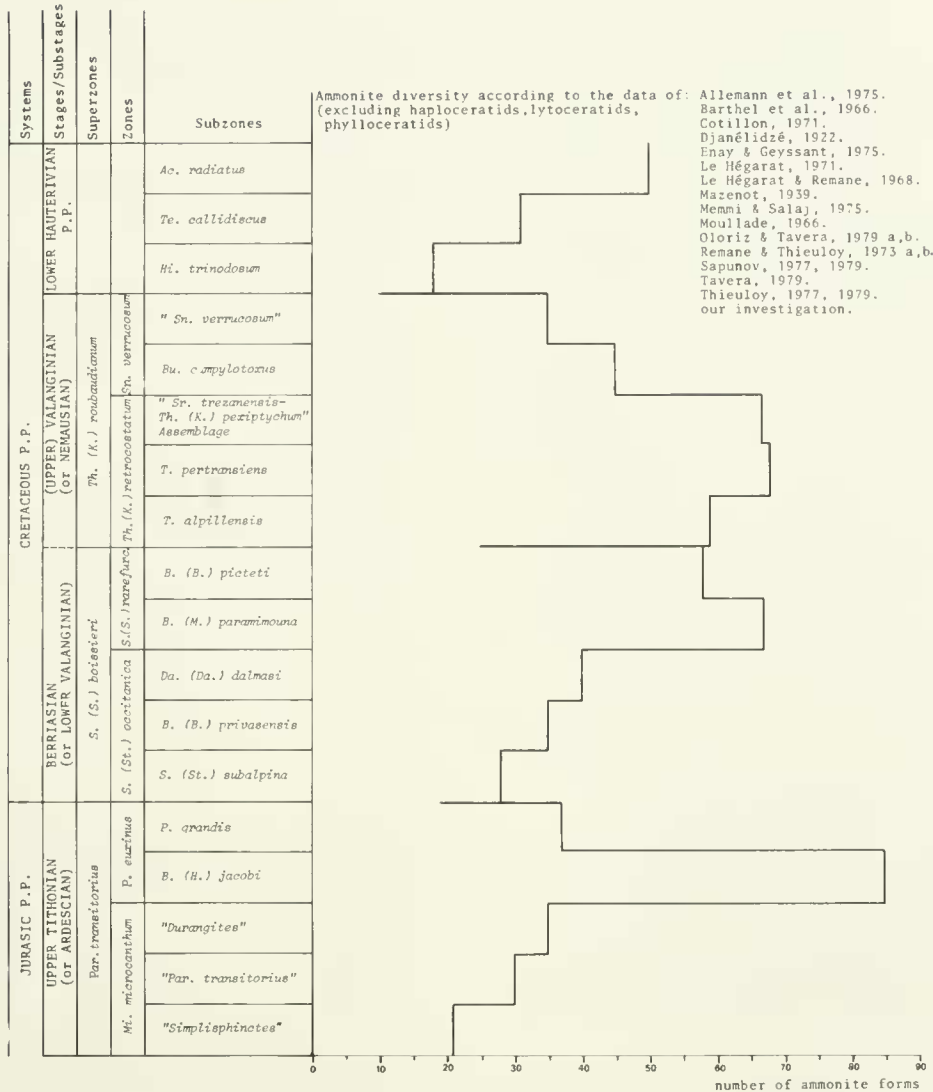 Systems
Stages/Substages
Superzones
Zones
Subzones
Ammonite diversity according to the data of:
(excluding haploceratids, lytoceratids,
phylloceratids)
Allemann et al., 1975.
Barthel et al., 1966.
Cotillon, 1971.
Djanélidzé, 1922.
Enay & Geyssant, 1975.
Le Hégarat, 1971.
Le Hégarat & Remane, 1968.
Mazenot, 1939.
Memmi & Salaj, 1975.
Moullade, 1966.
Oloriz & Tavera, 1979 a,b.
Remane & Thieuloy, 1973 a,b.
Sapunov, 1977, 1979.
Tavera, 1979.
Thieuloy, 1977, 1979.
our investigation.
CRETACEOUS P.P.
JURASIC P.P.
LOWER HAUTERIVIAN
P.P.
(UPPER) VALANGINIAN
(or NEMAUSIAN)
BERRIASIAN
(or LOWER VALANGINIAN)
UPPER TITHONIAN
(or ARDESCIAN)
Th. (K.) roubaudianum
S. (S.) boissieri
Par. transitorius
Sn. verrucosum
Th.(K.) retrocostatum
S.(S.) rarefurc.
S. (St.) occitanica
P. eurinus
Mi. microcanthum
Ac. radiatus
Te. callidiscus
Hi. trinodosum
" Sn. verrucosum"
Bu. campylotoxus
" Sr. trezanensis-
Th. (K.) pexiptychum"
Assemblage
T. pertransiens
T. alpillensis
B. (B.) picteti
B. (M.) paramimouna
Da. (Da.) dalmasi
B. (B.) privasensis
S. (St.) subalpina
P. grandis
B. (H.) jacobi
"Durangites"
"Par. transitorius"
"Simplisphinctes"
0 10 20 30 40 50 60 70 80 90
number of ammonite forms